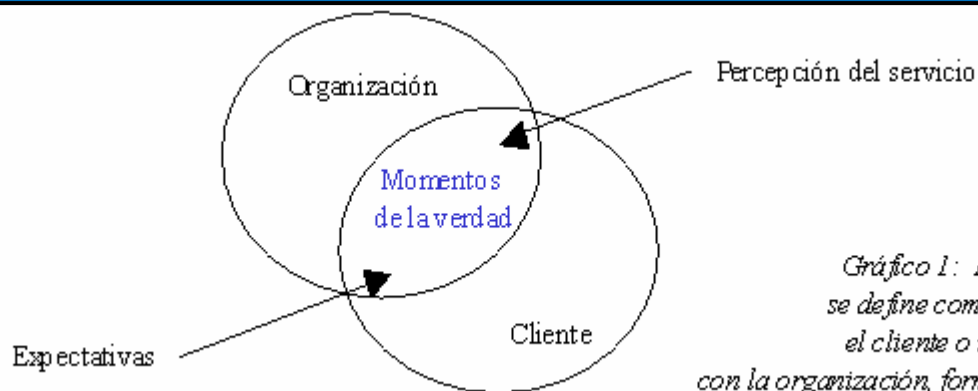 Organización
Percepción del servicio
Momentos
de la verdad
Gráfico 1:
se define com
el cliente o
Cliente
Expectativas
con la organización, for